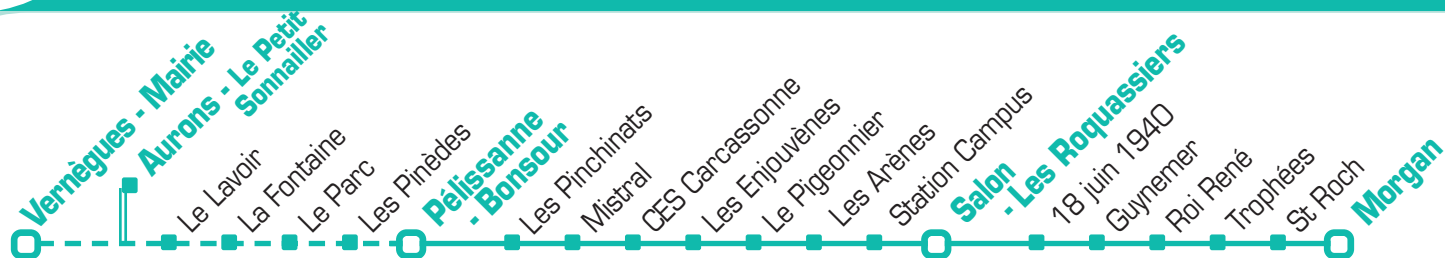 Vernègues - Mairie
Aurons - Le Petit
Sonnailler
Le Lavoir
La Fontaine
Le Parc
Les Pinèdes
Pélissanne
- Bonsour
Les Pinchinats
Mistral
CES Carcassonne
Les Enjouvènes
Le Pigeonnier
Les Arènes
Station Campus
Salon
- Les Roquassiers
18 juin 1940
Guynemer
Roi René
Trophées
St Roch
Morgan